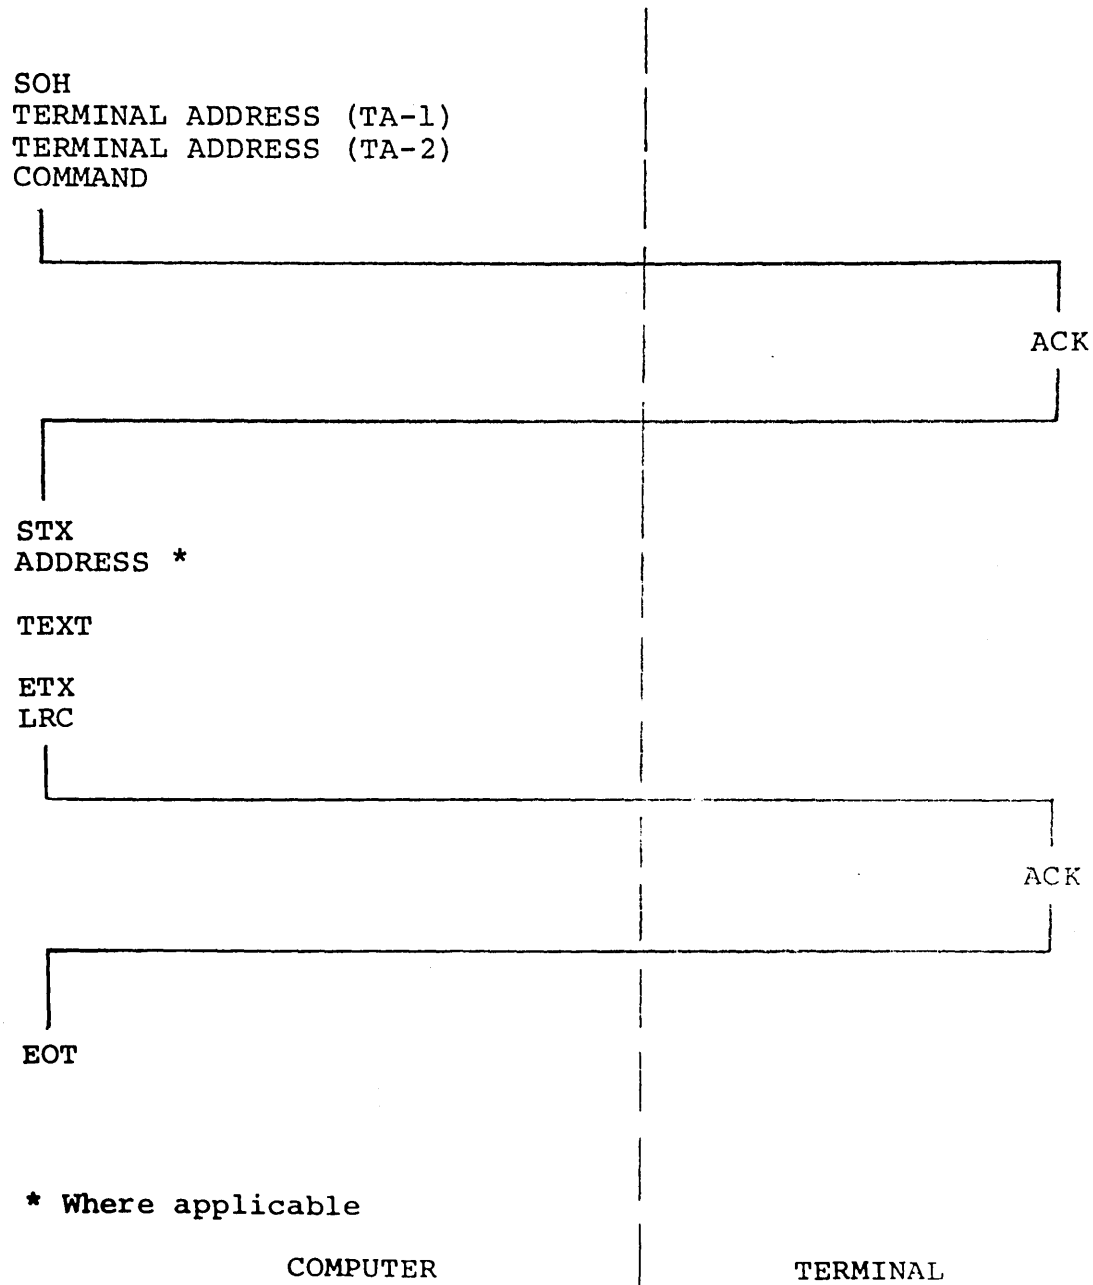 SOH
TERMINAL ADDRESS (TA-1)
TERMINAL ADDRESS (TA-2)
COMMAND
ACK
STX
ADDRESS *
TEXT
ETX
LRC
ACK
EOT
* Where applicable
COMPUTER
TERMINAL